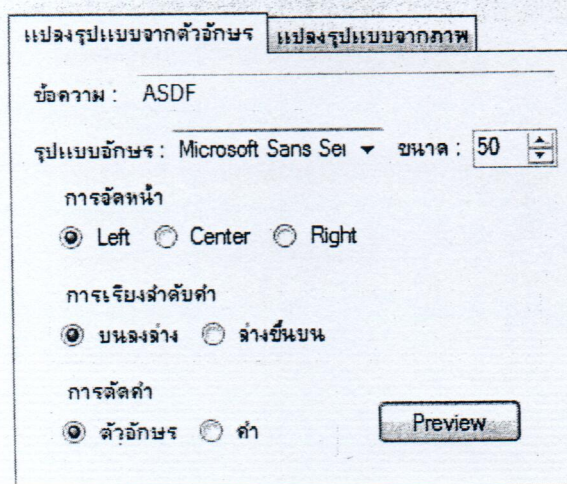 แปลงรูปแบบจากตัวอักษร แปลงรูปแบบจากภาพ
ข้อความ : ASDF
รูปแบบอักษร : Microsoft Sans Ser ขนาด : 50
การจัดหน้า
Left Center Right
การเรียงลำดับคำ
บนลงล่าง ล่างขึ้นบน
การตัดคำ
ตัวอักษร คำ Preview